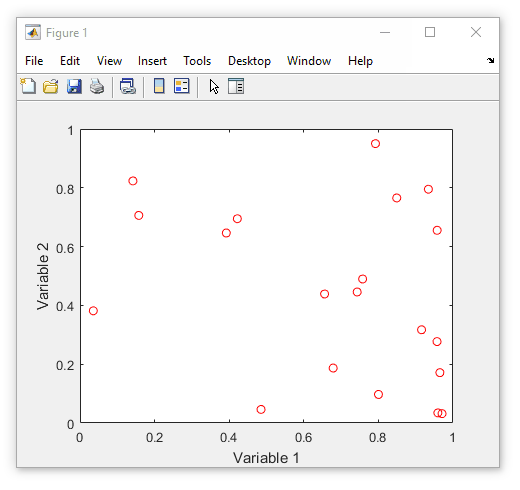 Figure 1
File Edit View Insert Tools Desktop Window Help
1
0.8
0.6
0.4
0.2
0
Variable 2
0 0.2 0.4 0.6 0.8 1
Variable 1